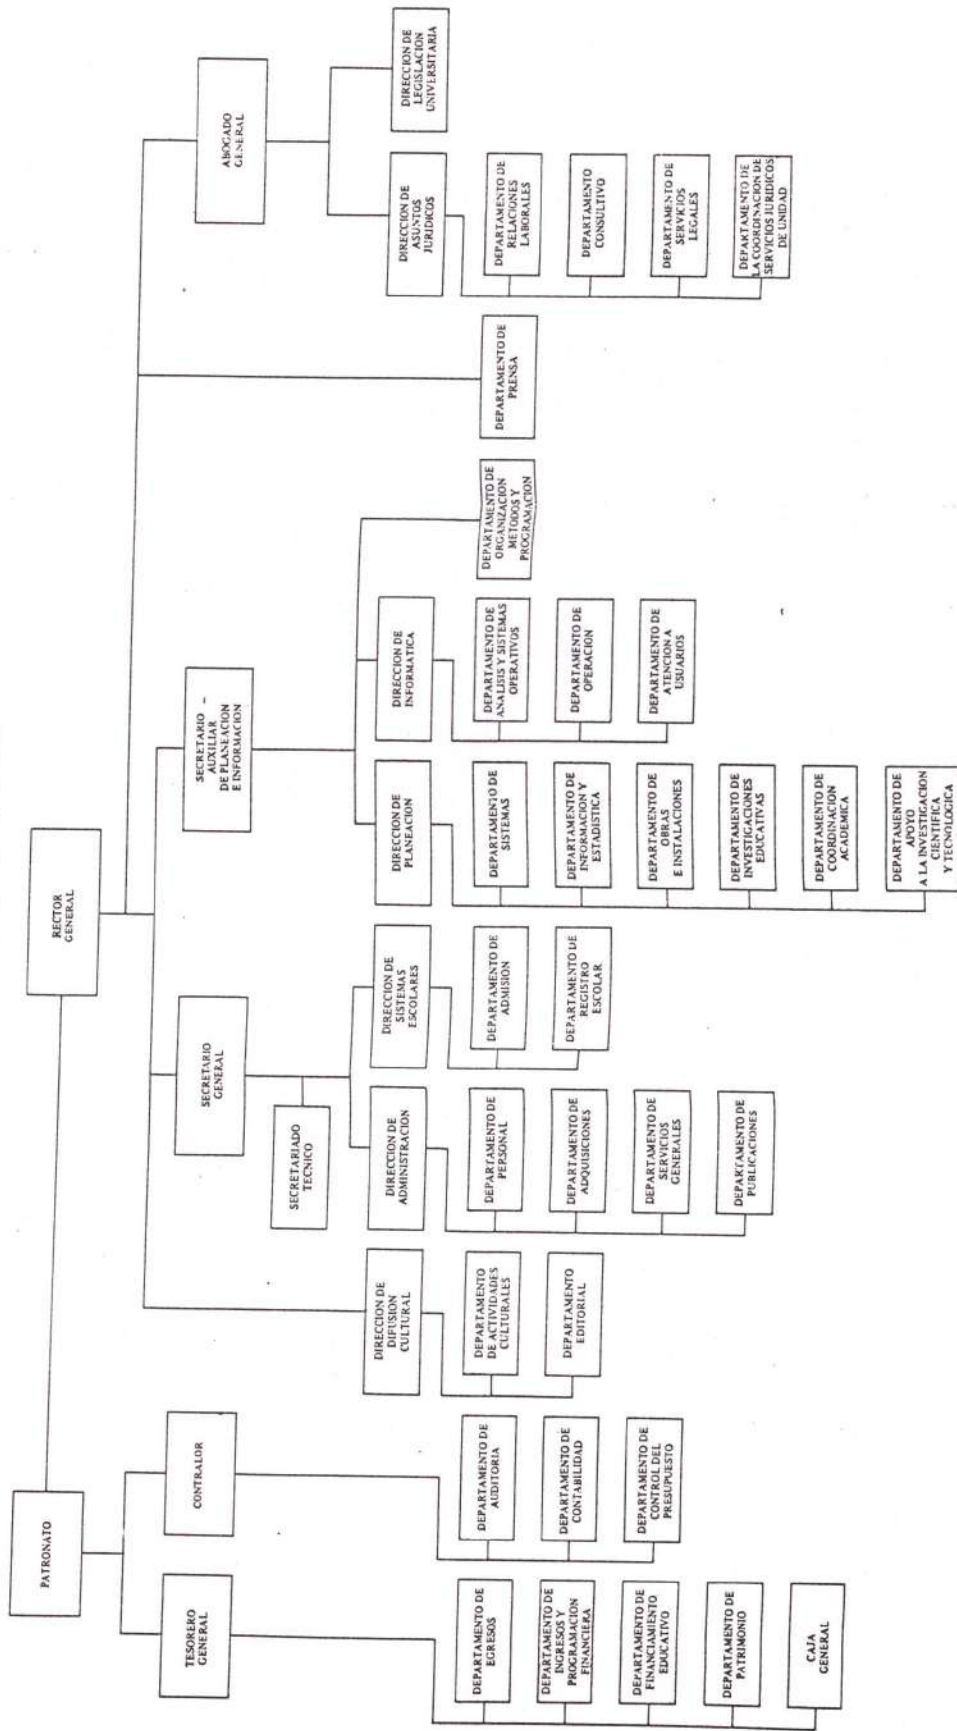 PATRONATO
RECTOR
GENERAL
TESORERO
GENERAL
CONTRALOR
SECRETARIO
GENERAL
SECRETARIO –
AUXILIAR
DE PLANEACION
E INFORMACION
ABOGADO
GENERAL
SECRETARIADO
TECNICO
DIRECCION DE
DIFUSION
CULTURAL
DIRECCION DE
ADMINISTRACION
DIRECCION DE
SISTEMAS
ESCOLARES
DIRECCION DE
PLANEACION
DIRECCION DE
INFORMATICA
DIRECCION DE
ASUNTOS
JURIDICOS
DIRECCION DE
LEGISLACION
UNIVERSITARIA
DEPARTAMENTO DE
EGRESOS
DEPARTAMENTO DE
INGRESOS Y
PROGRAMACION
FINANCIERA
DEPARTAMENTO DE
FINANCIAMIENTO
EDUCATIVO
DEPARTAMENTO DE
PATRIMONIO
CAJA
GENERAL
DEPARTAMENTO DE
AUDITORIA
DEPARTAMENTO DE
CONTABILIDAD
DEPARTAMENTO DE
CONTROL DEL
PRESUPUESTO
DEPARTAMENTO
DE ACTIVIDADES
CULTURALES
DEPARTAMENTO
EDITORIAL
DEPARTAMENTO DE
PERSONAL
DEPARTAMENTO DE
ADQUISICIONES
DEPARTAMENTO DE
SERVICIOS
GENERALES
DEPARTAMENTO DE
PUBLICACIONES
DEPARTAMENTO DE
ADMISION
DEPARTAMENTO DE
REGISTRO
ESCOLAR
DEPARTAMENTO DE
SISTEMAS
DEPARTAMENTO DE
INFORMACION Y
ESTADISTICA
DEPARTAMENTO DE
OBRAS
E INSTALACIONES
DEPARTAMENTO DE
INVESTIGACIONES
EDUCATIVAS
DEPARTAMENTO DE
COORDINACION
ACADEMICA
DEPARTAMENTO DE
APOYO
A LA INVESTIGACION
CIENTIFICA
Y TECNOLOGICA
DEPARTAMENTO DE
ANALISIS Y SISTEMAS
OPERATIVOS
DEPARTAMENTO DE
OPERACION
DEPARTAMENTO DE
ATENCION A
USUARIOS
DEPARTAMENTO DE
ORGANIZACION
METODOS Y
PROGRAMACION
DEPARTAMENTO DE
PRENSA
DEPARTAMENTO DE
RELACIONES
LABORALES
DEPARTAMENTO
CONSULTIVO
DEPARTAMENTO DE
SERVICIOS
LEGALES
DEPARTAMENTO DE
LA COORDINACION DE
SERVICIOS JURIDICOS
DE UNIDAD